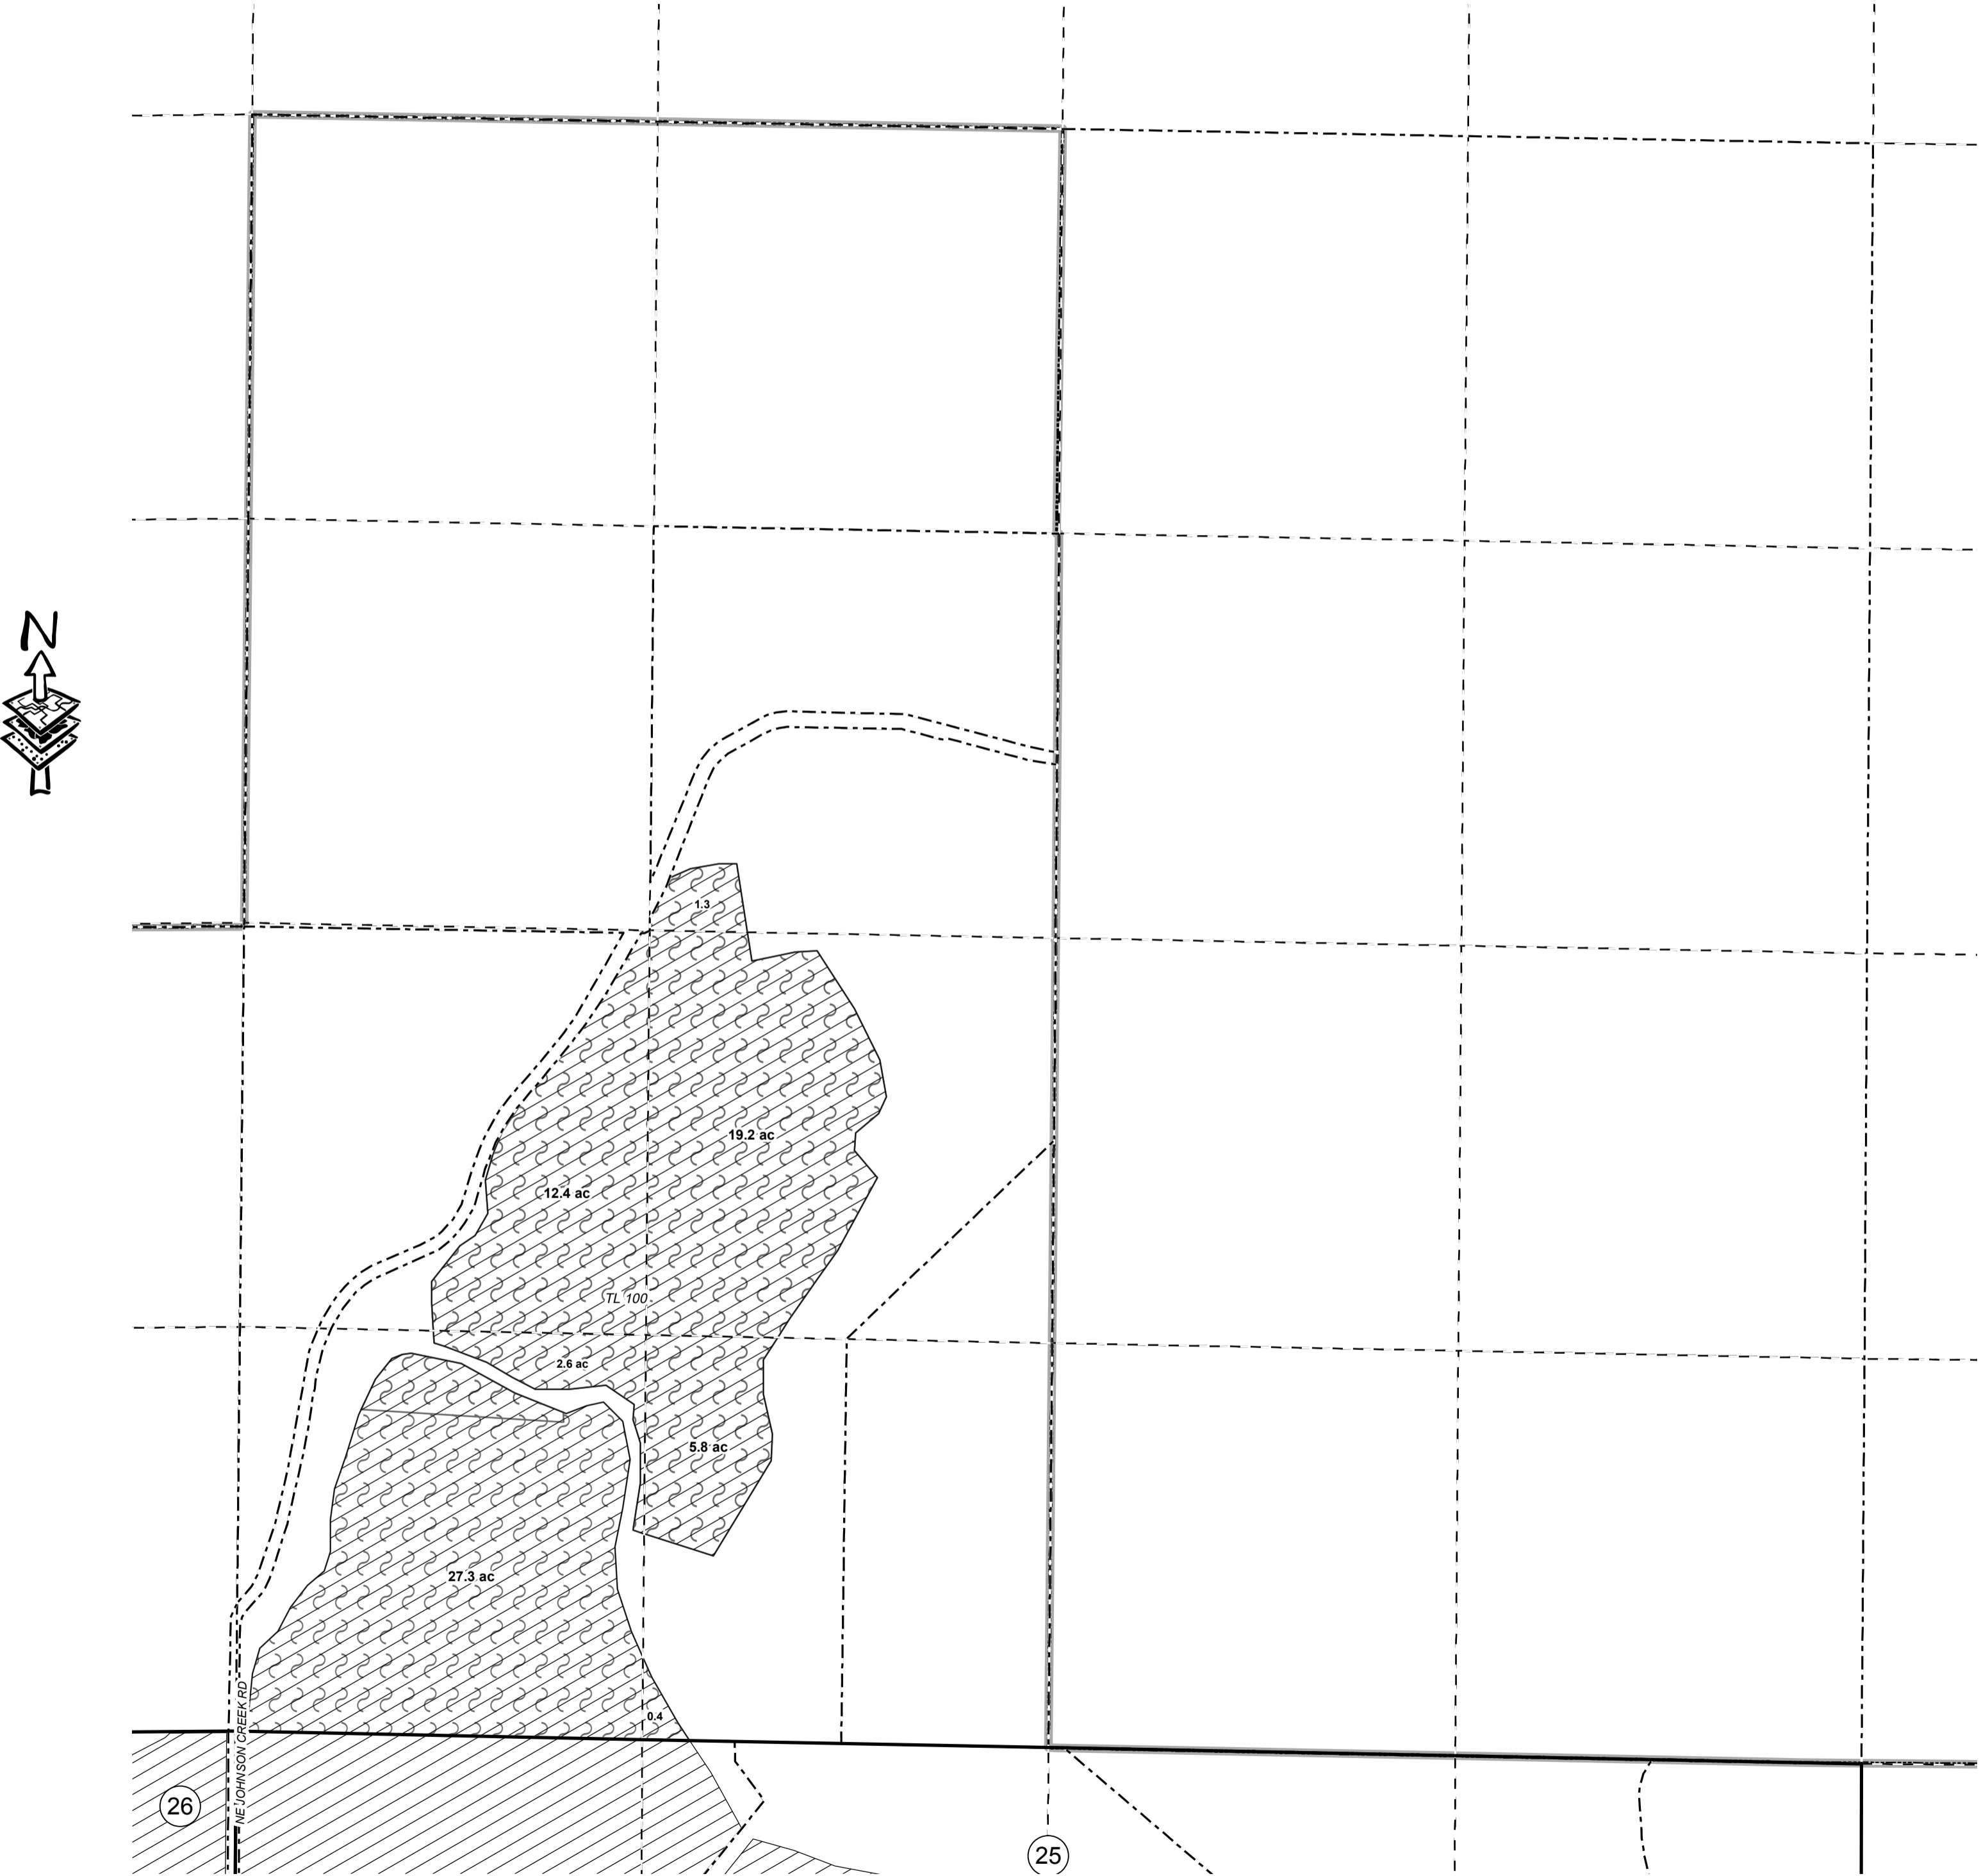 N
1.3
19.2 ac
12.4 ac
TL 100
2.6 ac
5.8 ac
27.3 ac
0.4
NE JOHNSON CREEK RD
26
25